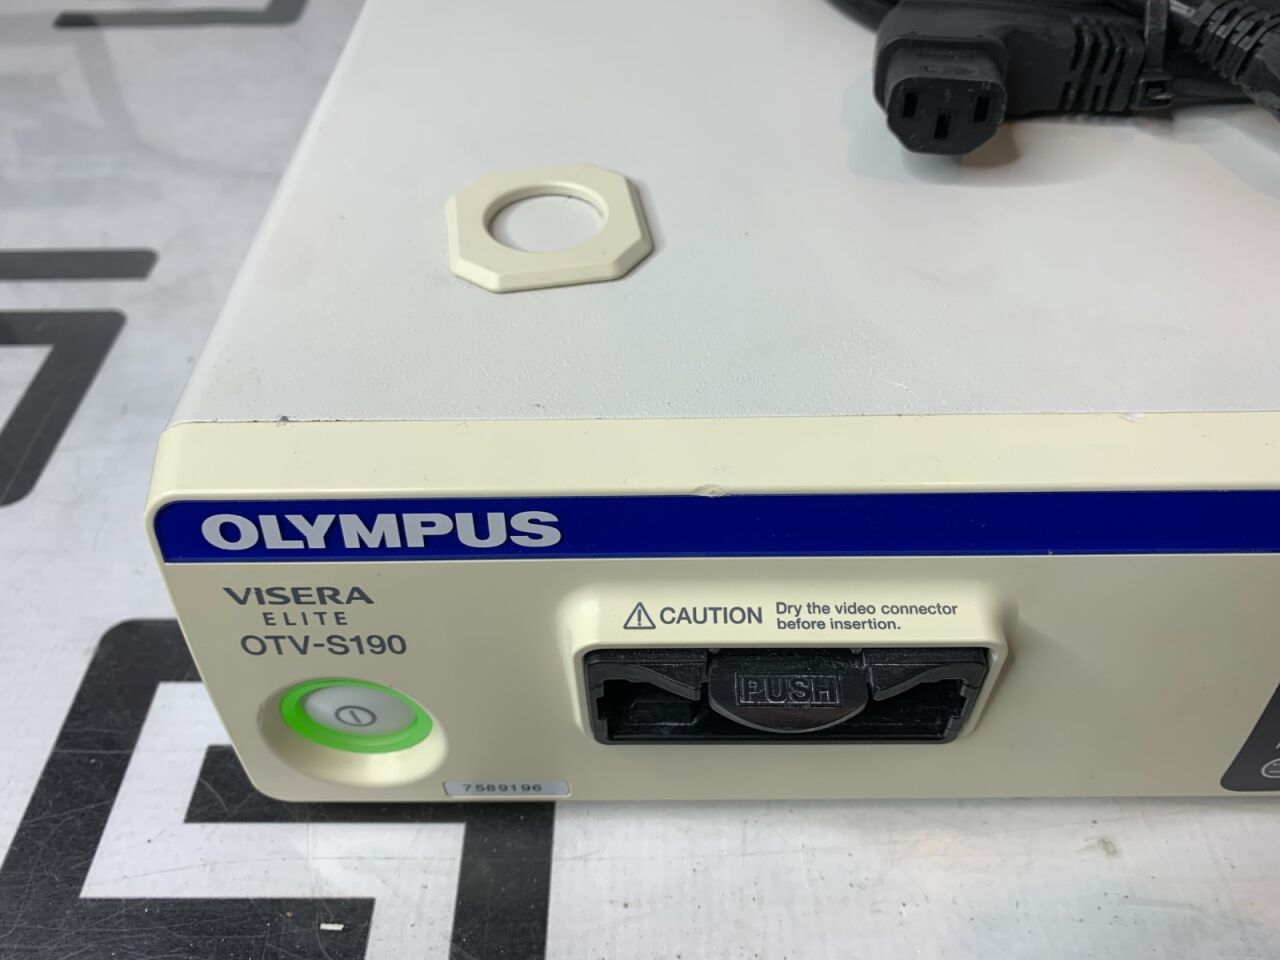 OLYMPUS
VISERA
ELITE
OTV-S190
CAUTION Dry the video connector
before insertion.
PUSH
7589196